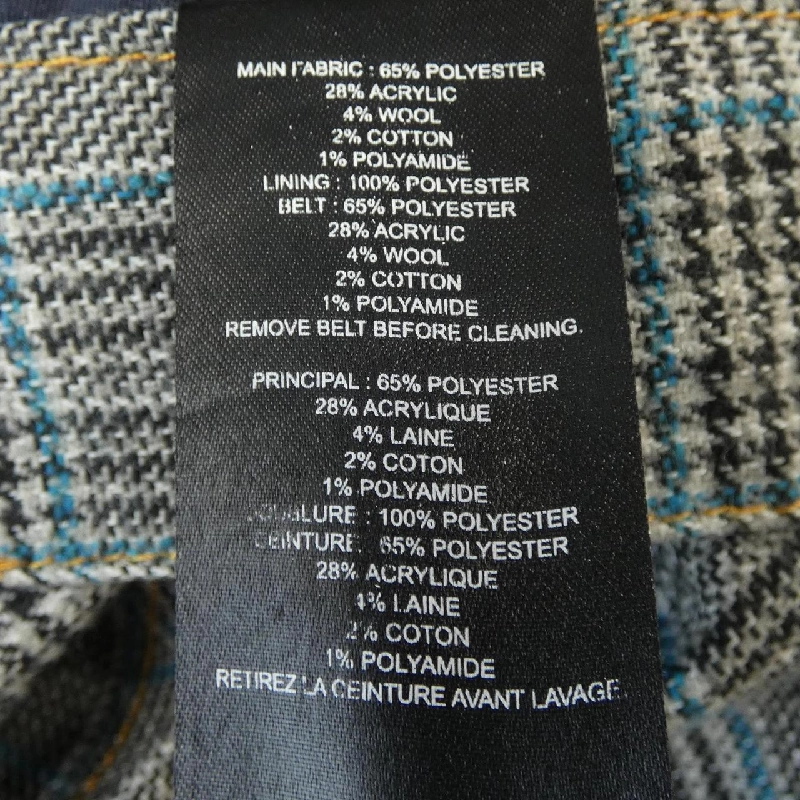 MAIN FABRIC : 65% POLYESTER
28% ACRYLIC
4% WOOL
2% COTTON
1% POLYAMIDE
LINING : 100% POLYESTER
BELT : 65% POLYESTER
28% ACRYLIC
4% WOOL
2% COTTON
1% POLYAMIDE
REMOVE BELT BEFORE CLEANING.
PRINCIPAL : 65% POLYESTER
28% ACRYLIQUE
4% LAINE
2% COTON
1% POLYAMIDE
: 100% POLYESTER
CEINTURE : 65% POLYESTER
28% ACRYLIQUE
4% LAINE
2% COTON
1% POLYAMIDE
RETIREZ LA CEINTURE AVANT LAVAGE.